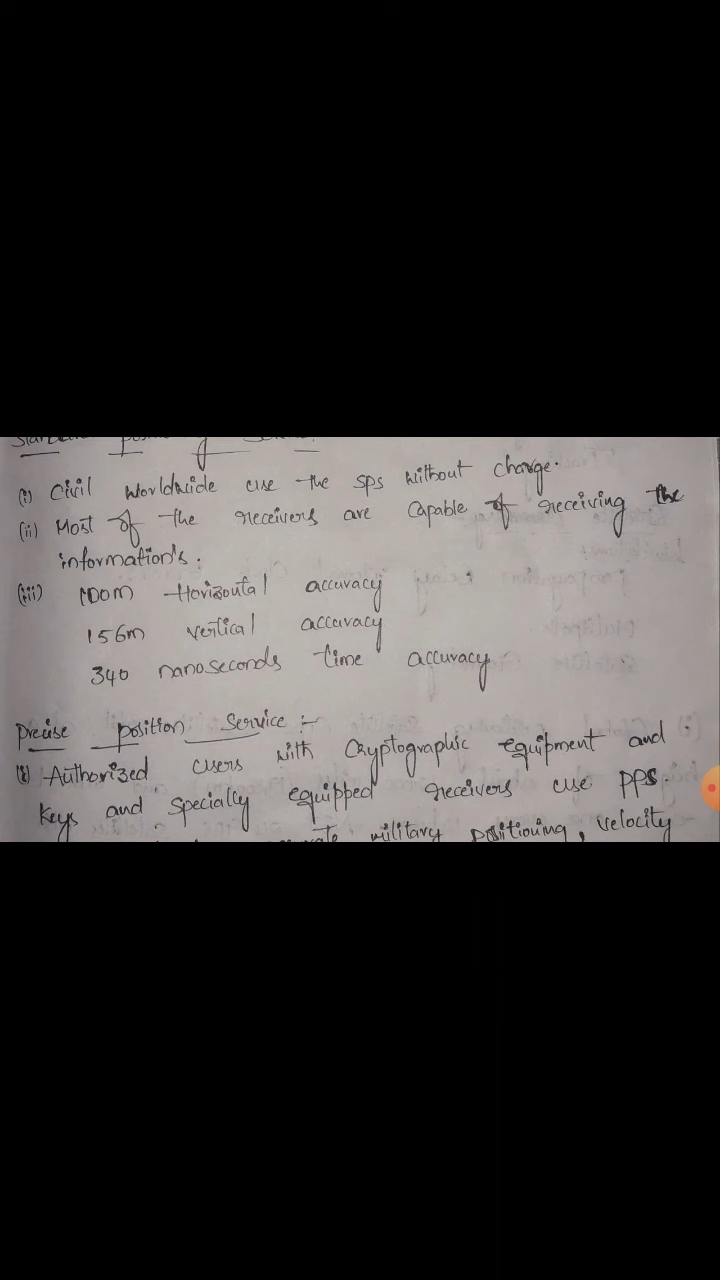 (i) Civil worldwide use the SPS without charge.
(ii) Most of the receivers are capable of receiving the
information's.
(iii) 100m Horizontal accuracy
156m vertical accuracy
340 nanoseconds time accuracy
Precise position Service :-
(i) Authorized users with Cryptographic equipment and
Keys and specially equipped receivers use PPS.
military positioning, velocity